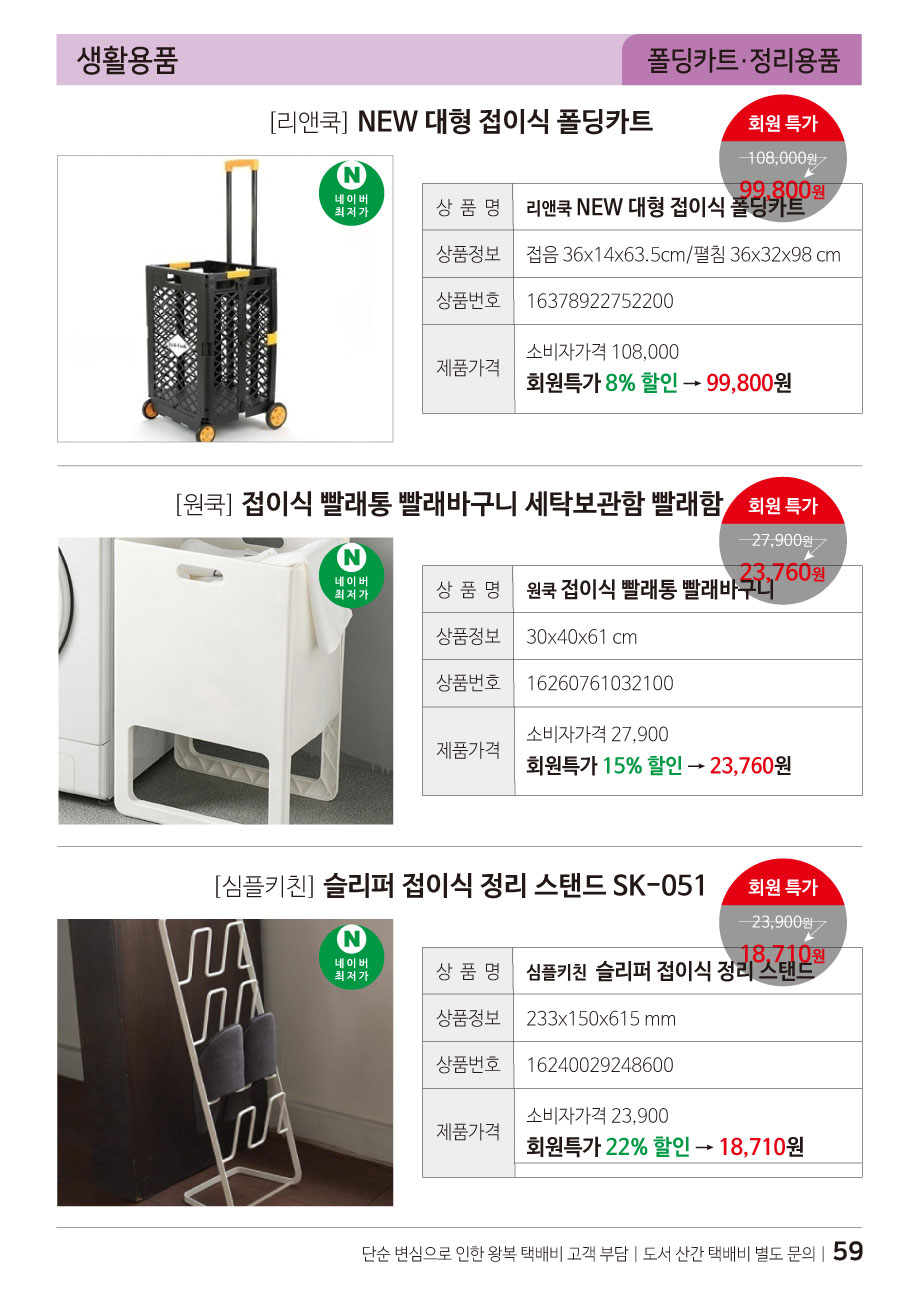 생활용품
폴딩카트·정리용품
[리앤쿡] NEW 대형 접이식 폴딩카트
회원 특가
108,000원
99,800원
N
네이버
최저가
상 품 명
리앤쿡 NEW 대형 접이식 폴딩카트
상품정보
접음 36x14x63.5cm/펼침 36x32x98 cm
상품번호
16378922752200
제품가격
소비자가격 108,000
회원특가 8% 할인 → 99,800원
[원쿡] 접이식 빨래통 빨래바구니 세탁보관함 빨래함
회원 특가
27,900원
23,760원
N
네이버
최저가
상 품 명
원쿡 접이식 빨래통 빨래바구니
상품정보
30x40x61 cm
상품번호
16260761032100
제품가격
소비자가격 27,900
회원특가 15% 할인 → 23,760원
[심플키친] 슬리퍼 접이식 정리 스탠드 SK-051
회원 특가
23,900원
18,710원
N
네이버
최저가
상 품 명
심플키친 슬리퍼 접이식 정리 스탠드
상품정보
233x150x615 mm
상품번호
16240029248600
제품가격
소비자가격 23,900
회원특가 22% 할인 → 18,710원
단순 변심으로 인한 왕복 택배비 고객 부담 | 도서 산간 택배비 별도 문의 | 59